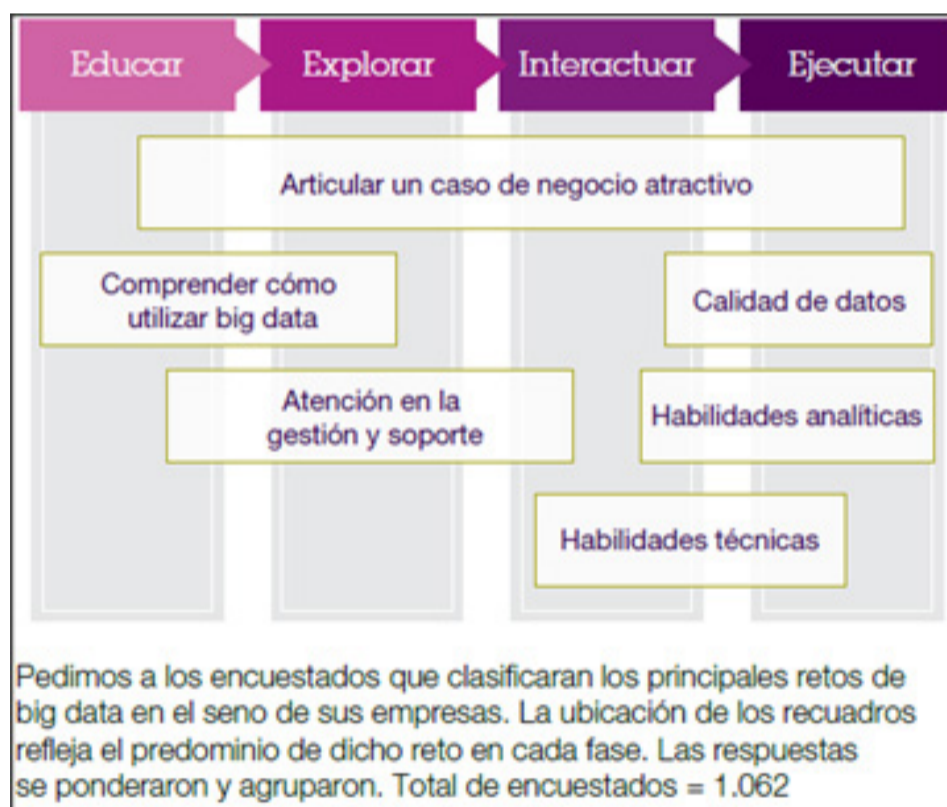 Educar
Explorar
Interactuar
Ejecutar
Articular un caso de negocio atractivo
Comprender cómo
utilizar big data
Calidad de datos
Atención en la
gestión y soporte
Habilidades analíticas
Habilidades técnicas
Pedimos a los encuestados que clasificaran los principales retos de
big data en el seno de sus empresas. La ubicación de los recuadros
refleja el predominio de dicho reto en cada fase. Las respuestas
se ponderaron y agruparon. Total de encuestados = 1.062